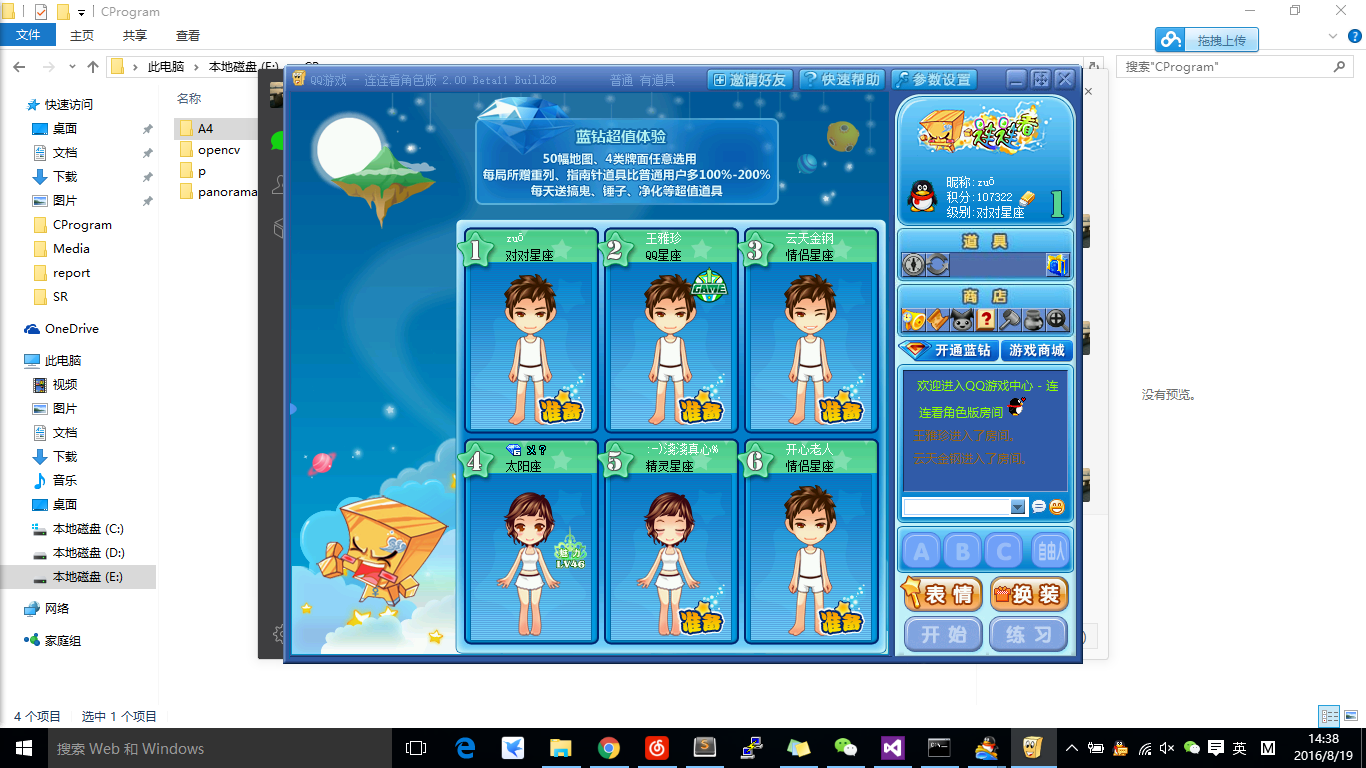 CProgram
文件 主页 共享 查看
拖拽上传
此电脑 本地磁盘 (E:)
搜索"CProgram"
快速访问
桌面
文档
下载
图片
CProgram
Media
report
SR
OneDrive
此电脑
视频
图片
文档
下载
音乐
桌面
本地磁盘 (C:)
本地磁盘 (D:)
本地磁盘 (E:)
网络
家庭组
名称
A4
opencv
p
panorama
QQ游戏 - 连连看角色版 2.00 Beta11 Build28
普通 有道具
邀请好友 快速帮助 参数设置
蓝钻超值体验
50幅地图、4类牌面任意选用
每局所赠重列、指南针道具比普通用户多100%-200%
每天送搞鬼、锤子、净化等超值道具
1 zuō
对对星座
准备
2 王雅珍
QQ星座
GAME
准备
3 云天金钢
情侣星座
准备
4
太阳座
魅力
LV46
5 :-)浅浅真心%
精灵星座
准备
6 开心老人
情侣星座
准备
连连看
昵称:zuō
积分:107322
级别:对对星座
1
道 具
商 店
开通蓝钻 游戏商城
欢迎进入QQ游戏中心 - 连
连看角色版房间
王雅珍进入了房间。
云天金钢进入了房间。
A B C 自由人
表情 换装
开始 练习
没有预览。
4 个项目 选中 1 个项目
搜索 Web 和 Windows
英 M
14:38
2016/8/19